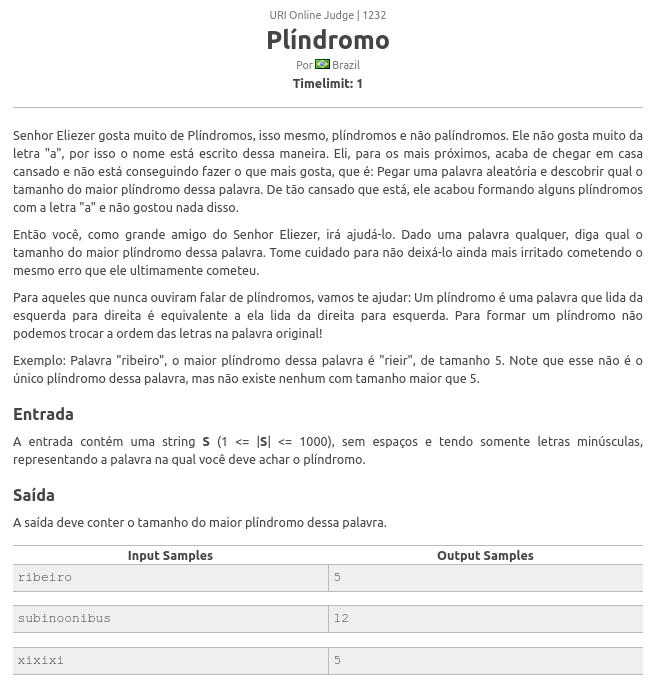 URI Online Judge | 1232
Plíndromo
Por Brazil
Timelimit: 1
Senhor Eliezer gosta muito de Plíndromos, isso mesmo, plíndromos e não palíndromos. Ele não gosta muito da
letra "a", por isso o nome está escrito dessa maneira. Eli, para os mais próximos, acaba de chegar em casa
cansado e não está conseguindo fazer o que mais gosta, que é: Pegar uma palavra aleatória e descobrir qual o
tamanho do maior plíndromo dessa palavra. De tão cansado que está, ele acabou formando alguns plíndromos
com a letra "a" e não gostou nada disso.
Então você, como grande amigo do Senhor Eliezer, irá ajudá-lo. Dado uma palavra qualquer, diga qual o
tamanho do maior plíndromo dessa palavra. Tome cuidado para não deixá-lo ainda mais irritado cometendo o
mesmo erro que ele ultimamente cometeu.
Para aqueles que nunca ouviram falar de plíndromos, vamos te ajudar: Um plíndromo é uma palavra que lida da
esquerda para direita é equivalente a ela lida da direita para esquerda. Para formar um plíndromo não
podemos trocar a ordem das letras na palavra original!
Exemplo: Palavra "ribeiro", o maior plíndromo dessa palavra é "rieir", de tamanho 5. Note que esse não é o
único plíndromo dessa palavra, mas não existe nenhum com tamanho maior que 5.
Entrada
A entrada contém uma string S (1 <= |S| <= 1000), sem espaços e tendo somente letras minúsculas,
representando a palavra na qual você deve achar o plíndromo.
Saída
A saída deve conter o tamanho do maior plíndromo dessa palavra.
Input Samples Output Samples
ribeiro 5
subinoonibus 12
xixixi 5